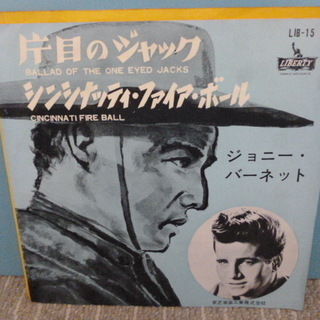 片目のジャック
LIB-15
BALLAD OF THE ONE EYED JACKS
LIBERTY
シンシナッティ・ファイア・ボール
CINCINNATI FIRE BALL
ジョニー・
バーネット